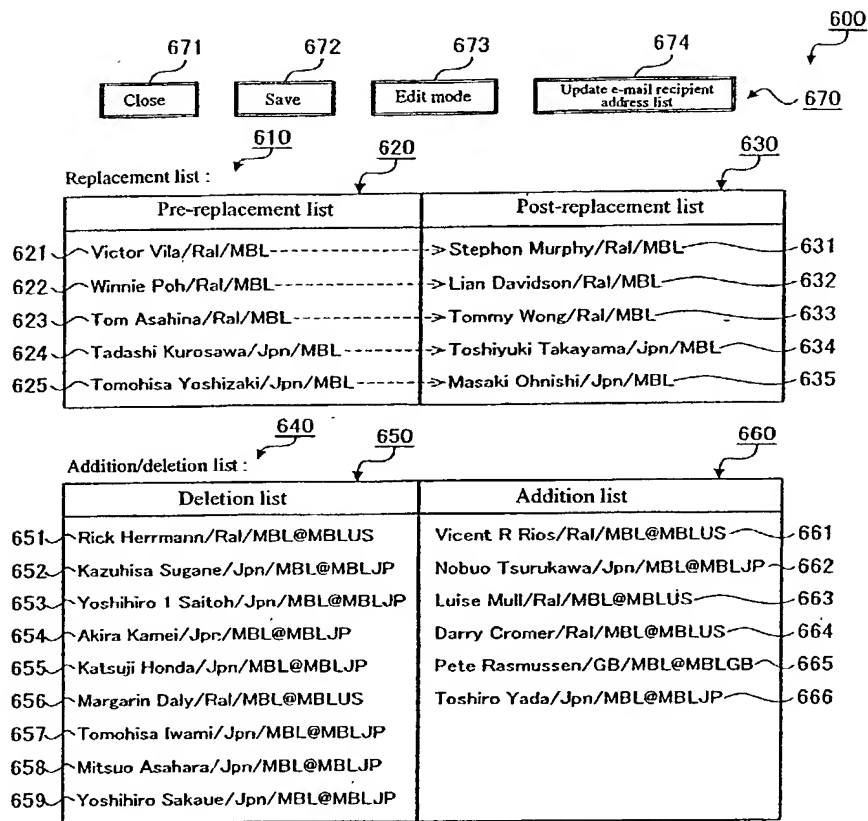 600
671 672 673 674
Close Save Edit mode Update e-mail recipient address list 670
610 620 630
Replacement list :
Pre-replacement list Post-replacement list
621 Victor Vila/Ral/MBL -> Stephon Murphy/Ral/MBL 631
622 Winnie Poh/Ral/MBL -> Lian Davidson/Ral/MBL 632
623 Tom Asahina/Ral/MBL -> Tommy Wong/Ral/MBL 633
624 Tadashi Kurosawa/Jpn/MBL -> Toshiyuki Takayama/Jpn/MBL 634
625 Tomohisa Yoshizaki/Jpn/MBL -> Masaki Ohnishi/Jpn/MBL 635
640 650 660
Addition/deletion list :
Deletion list Addition list
651 Rick Herrmann/Ral/MBL@MBLUS Vicent R Rios/Ral/MBL@MBLUS 661
652 Kazuhisa Sugane/Jpn/MBL@MBLJP Nobuo Tsurukawa/Jpn/MBL@MBLJP 662
653 Yoshihiro 1 Saitoh/Jpn/MBL@MBLJP Luise Mull/Ral/MBL@MBLUS 663
654 Akira Kamei/Jpn/MBL@MBLJP Darry Cromer/Ral/MBL@MBLUS 664
655 Katsuji Honda/Jpn/MBL@MBLJP Pete Rasmussen/GB/MBL@MBLGB 665
656 Margarin Daly/Ral/MBL@MBLUS Toshiro Yada/Jpn/MBL@MBLJP 666
657 Tomohisa Iwami/Jpn/MBL@MBLJP
658 Mitsuo Asahara/Jpn/MBL@MBLJP
659 Yoshihiro Sakaue/Jpn/MBL@MBLJP